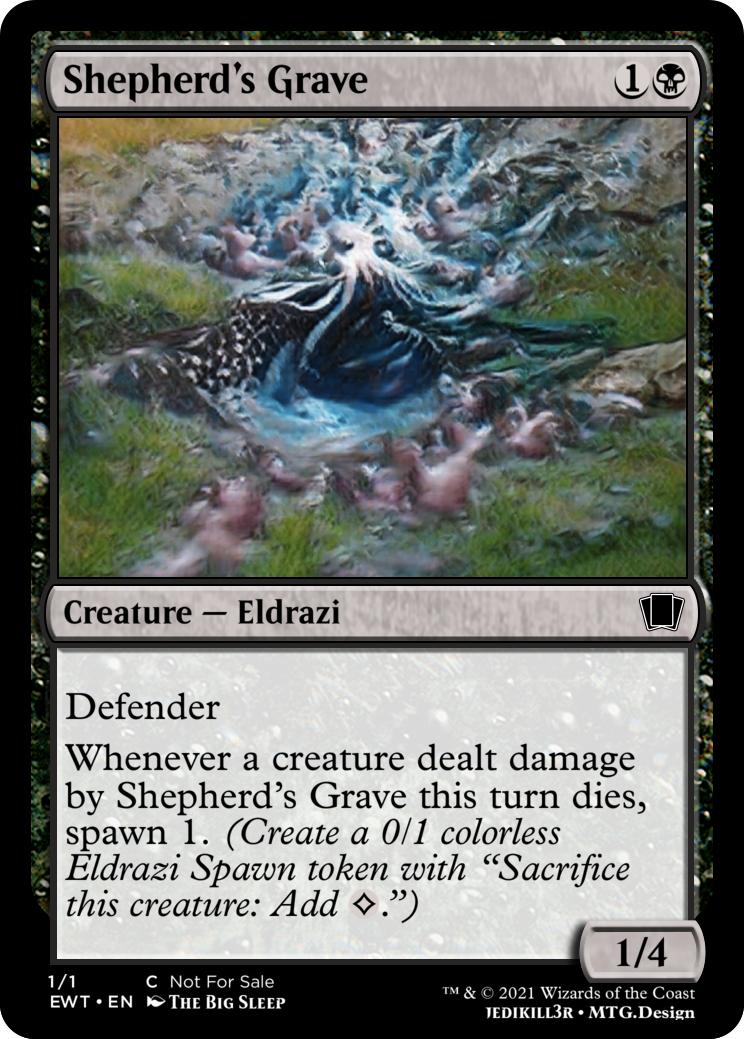 Shepherd's Grave 1
Creature — Eldrazi
Defender
Whenever a creature dealt damage
by Shepherd's Grave this turn dies,
spawn 1. (Create a 0/1 colorless
Eldrazi Spawn token with “Sacrifice
this creature: Add .”)
1/4
1/1 C Not For Sale
EWT • EN The Big Sleep
™ & © 2021 Wizards of the Coast
JEDIKILL3R • MTG.Design